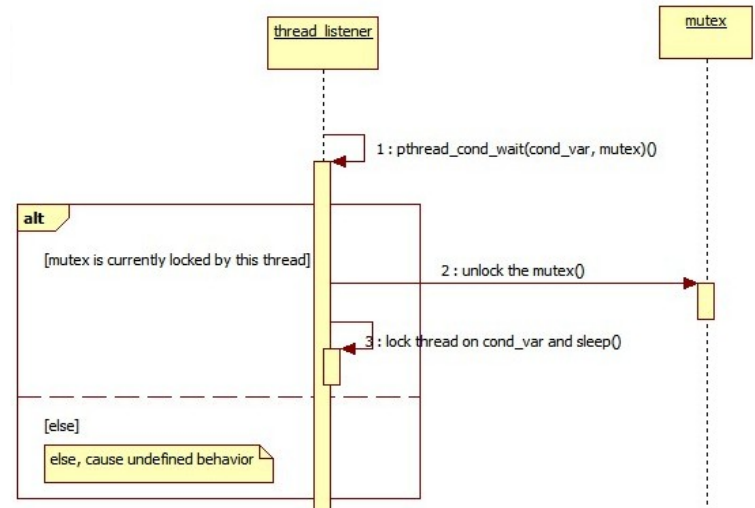 thread_listener
mutex
1 : pthread_cond_wait(cond_var, mutex)()
alt
[mutex is currently locked by this thread]
2 : unlock the mutex()
3 : lock thread on cond_var and sleep()
[else]
else, cause undefined behavior